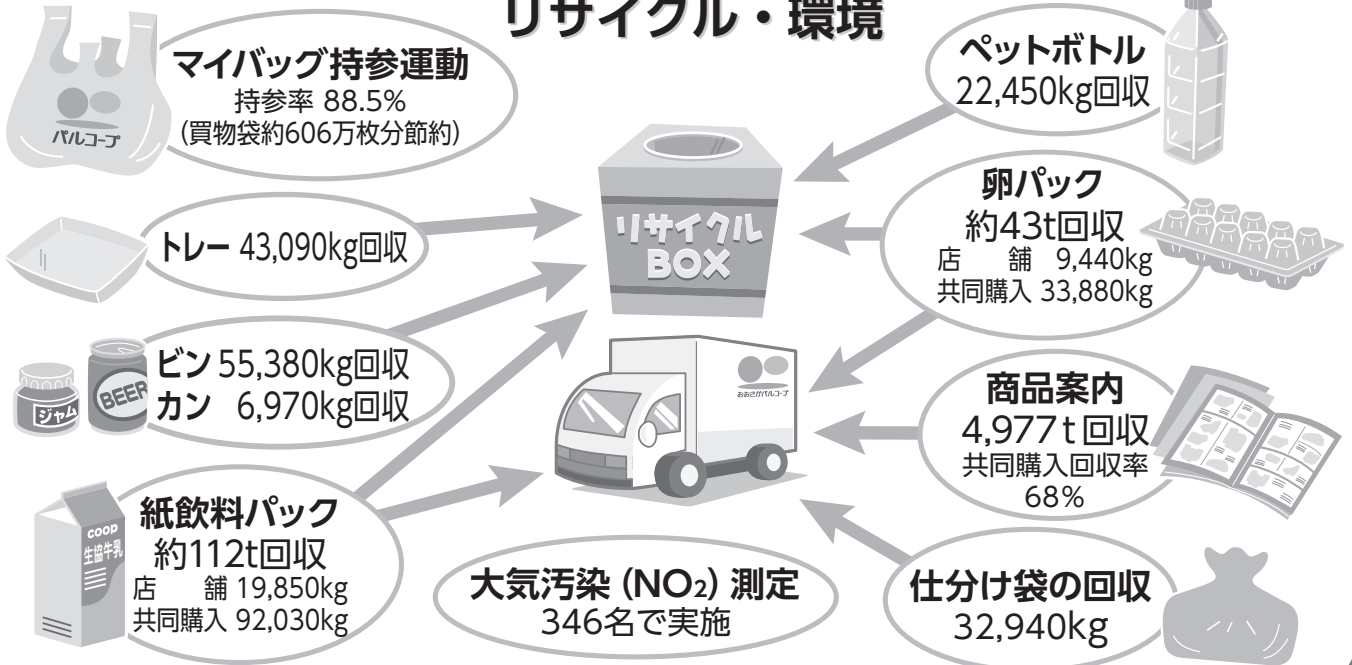 リサイクル・環境
マイバッグ持参運動
持参率 88.5%
(買物袋約606万枚分節約)
パルコープ
ペットボトル
22,450kg回収
トレー 43,090kg回収
リサイクル
BOX
卵パック
約43t回収
店　舗 9,440kg
共同購入 33,880kg
ビン 55,380kg回収
カン 6,970kg回収
ジャム
BEER
おおさかパルコープ
商品案内
4,977t回収
共同購入回収率
68%
紙飲料パック
約112t回収
店　舗 19,850kg
共同購入 92,030kg
coop
生協牛乳
大気汚染 (NO₂) 測定
346名で実施
仕分け袋の回収
32,940kg